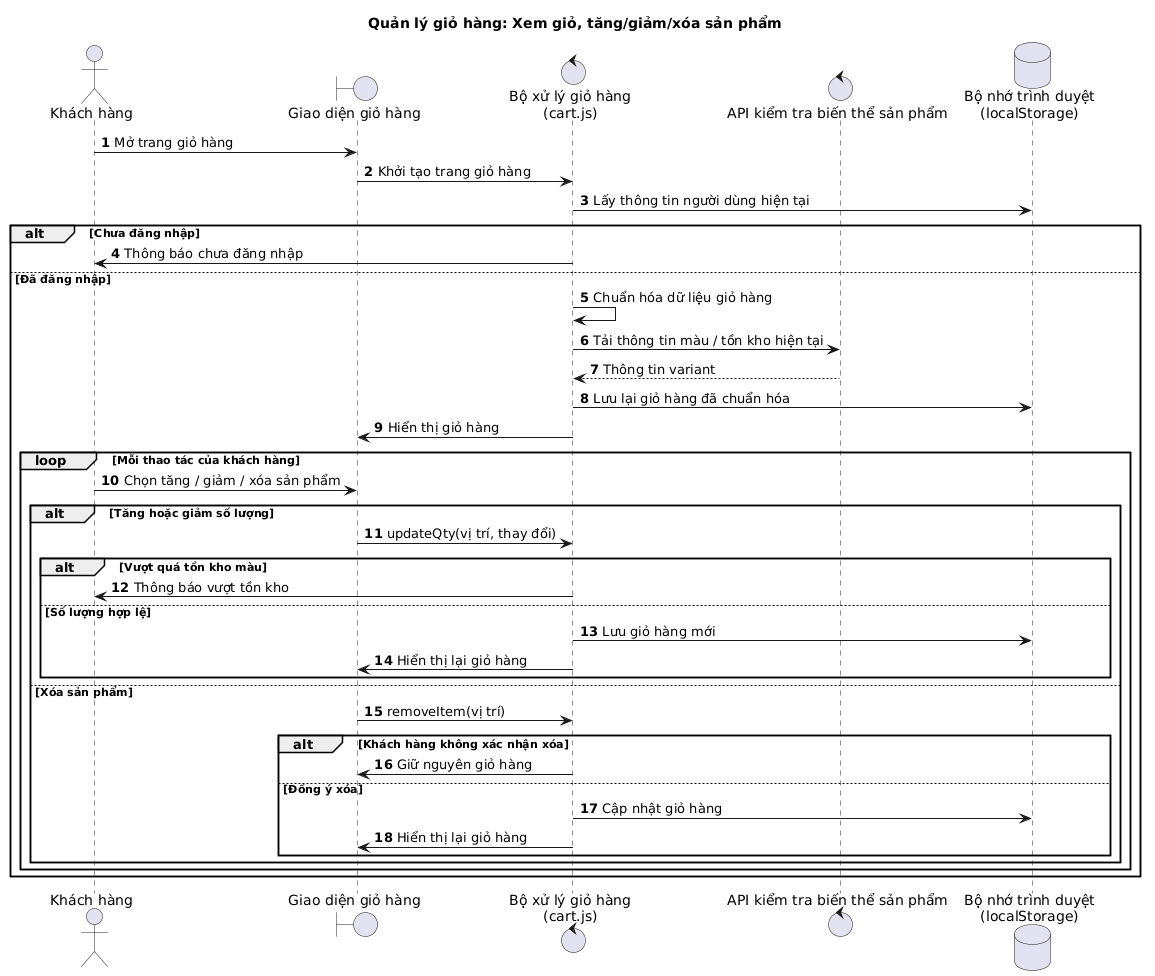 Quản lý giỏ hàng: Xem giỏ, tăng/giảm/xóa sản phẩm
Khách hàng
Giao diện giỏ hàng
Bộ xử lý giỏ hàng
(cart.js)
API kiểm tra biến thể sản phẩm
Bộ nhớ trình duyệt
(localStorage)
1 Mở trang giỏ hàng
2 Khởi tạo trang giỏ hàng
3 Lấy thông tin người dùng hiện tại
alt [Chưa đăng nhập]
4 Thông báo chưa đăng nhập
[Đã đăng nhập]
5 Chuẩn hóa dữ liệu giỏ hàng
6 Tải thông tin màu / tồn kho hiện tại
7 Thông tin variant
8 Lưu lại giỏ hàng đã chuẩn hóa
9 Hiển thị giỏ hàng
loop [Mỗi thao tác của khách hàng]
10 Chọn tăng / giảm / xóa sản phẩm
alt [Tăng hoặc giảm số lượng]
11 updateQty(vị trí, thay đổi)
alt [Vượt quá tồn kho màu]
12 Thông báo vượt tồn kho
[Số lượng hợp lệ]
13 Lưu giỏ hàng mới
14 Hiển thị lại giỏ hàng
[Xóa sản phẩm]
15 removeItem(vị trí)
alt [Khách hàng không xác nhận xóa]
16 Giữ nguyên giỏ hàng
[Đồng ý xóa]
17 Cập nhật giỏ hàng
18 Hiển thị lại giỏ hàng
Khách hàng
Giao diện giỏ hàng
Bộ xử lý giỏ hàng
(cart.js)
API kiểm tra biến thể sản phẩm
Bộ nhớ trình duyệt
(localStorage)